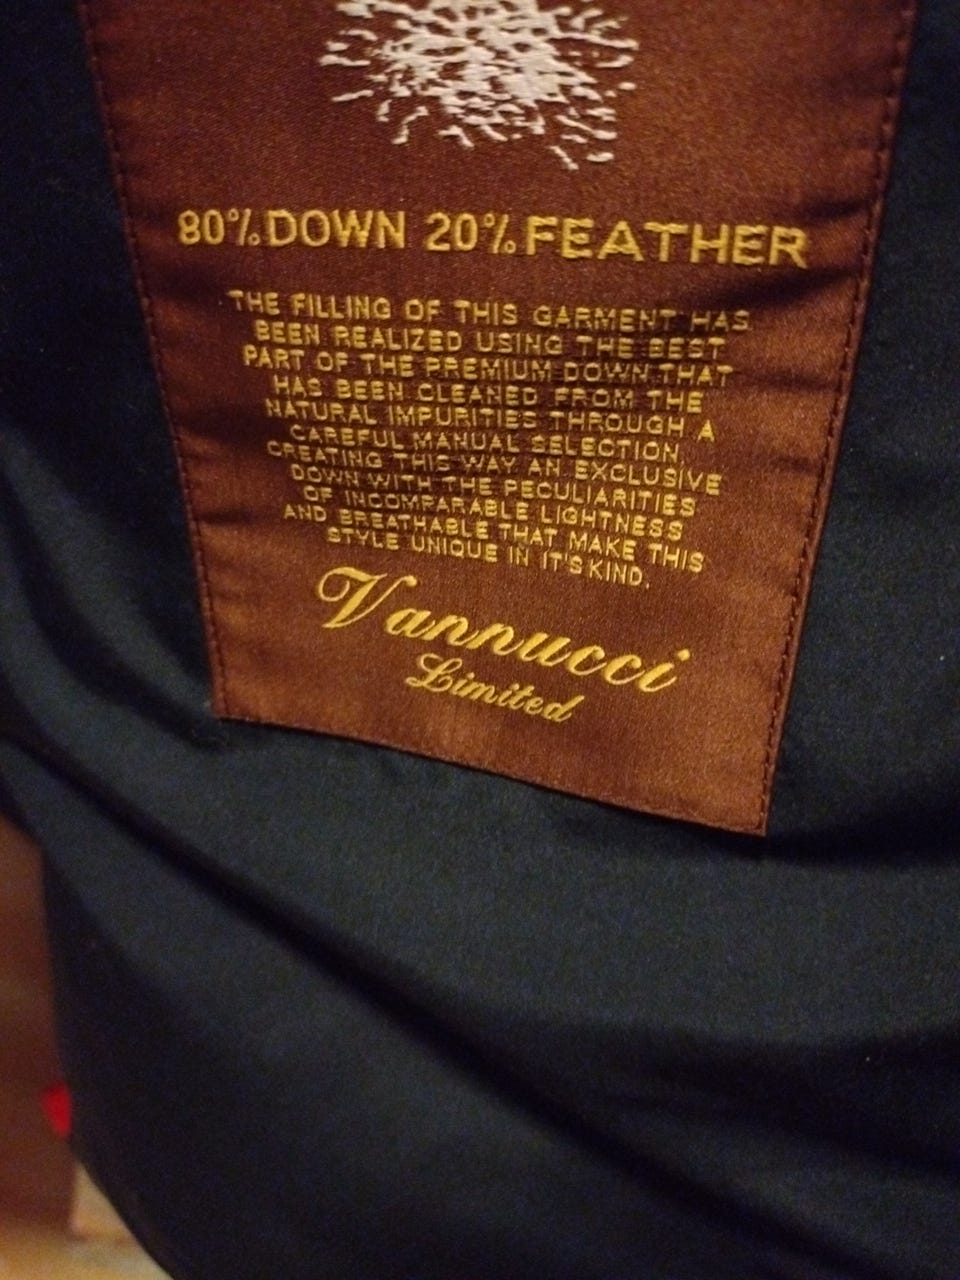 80% DOWN 20% FEATHER
THE FILLING OF THIS GARMENT HAS
BEEN REALIZED USING THE BEST
PART OF THE PREMIUM DOWN THAT
HAS BEEN CLEANED FROM THE
NATURAL IMPURITIES THROUGH A
CAREFUL MANUAL SELECTION
CREATING THIS WAY AN EXCLUSIVE
DOWN WITH THE PECULIARITIES
OF INCOMPARABLE LIGHTNESS
AND BREATHABLE THAT MAKE THIS
STYLE UNIQUE IN IT'S KIND.
Vannucci
Limited